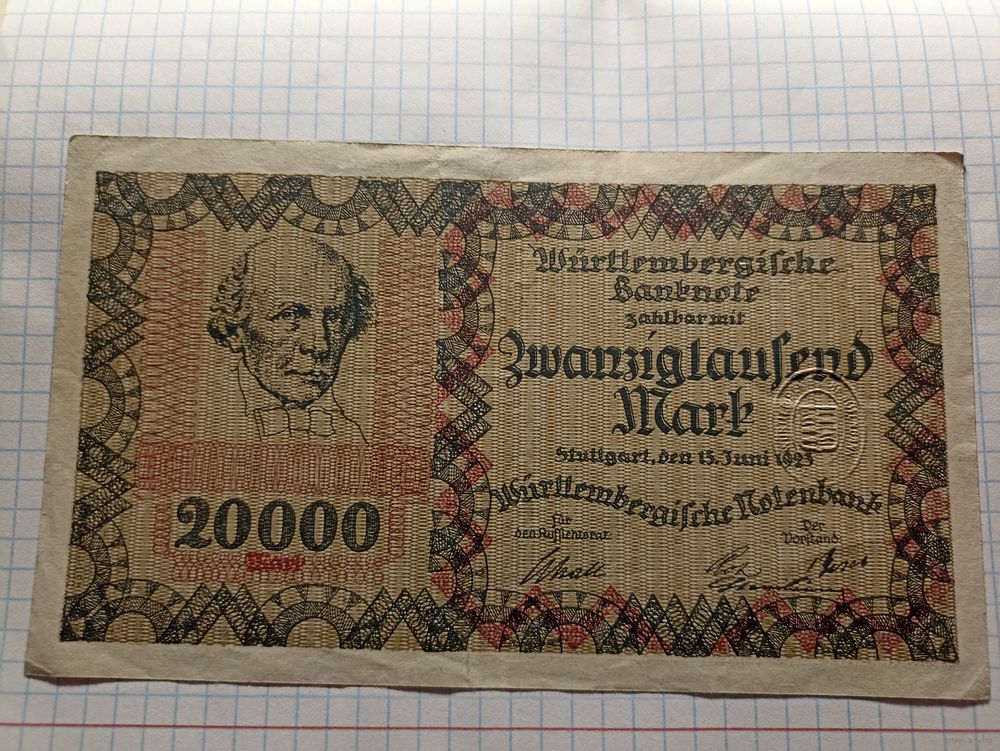 Württembergische
Banknote
zahlbar mit
Zwanzigtausend
Mark
Stuttgart, den 15. Juni 1923
Württembergische Notenbank
für
den Aufsichtsrat:
Der
Vorstand:
20000
Mark